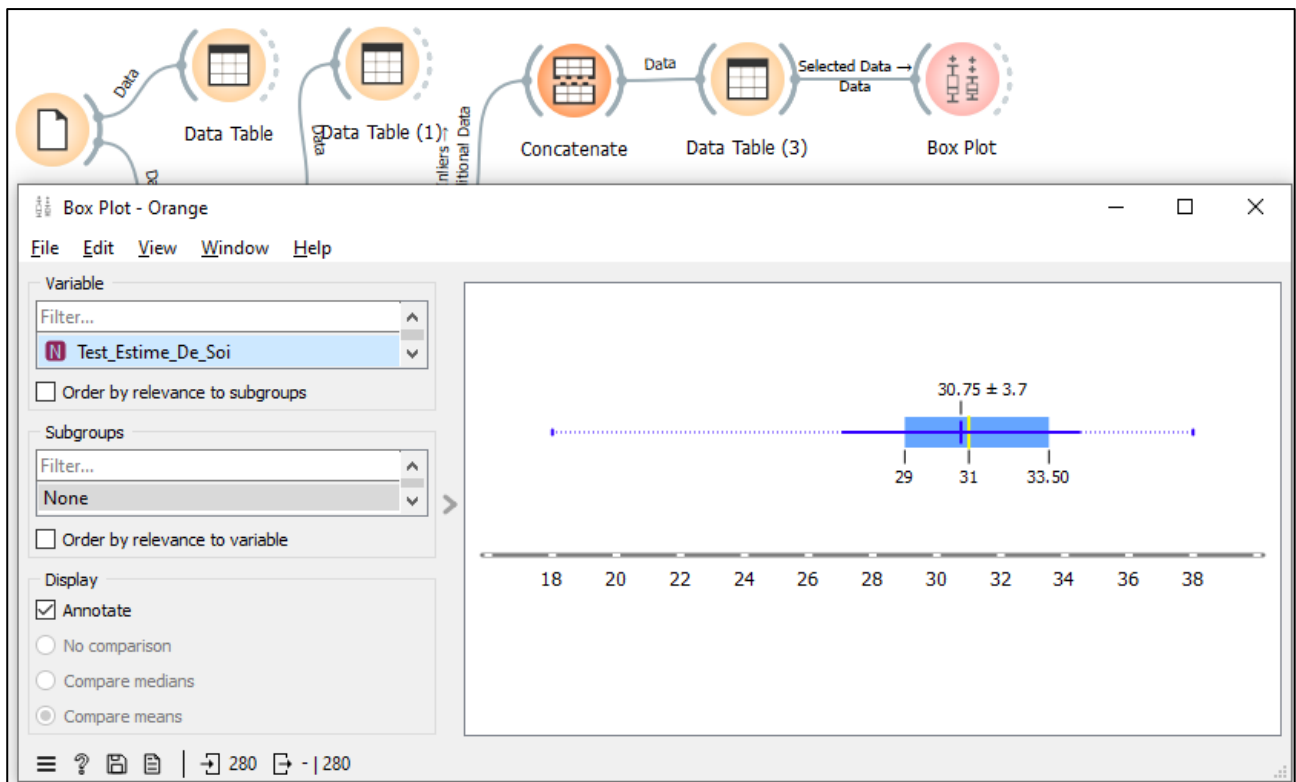 Data
Data Table
Data
Data Table (1)
Inliers →
itional Data
Concatenate
Data
Data Table (3)
Selected Data →
Data
Box Plot
Box Plot - Orange
File Edit View Window Help
Variable
Filter...
N Test_Estime_De_Soi
Order by relevance to subgroups
Subgroups
Filter...
None
Order by relevance to variable
Display
Annotate
No comparison
Compare medians
Compare means
280 - | 280
30.75 ± 3.7
29 31 33.50
18 20 22 24 26 28 30 32 34 36 38